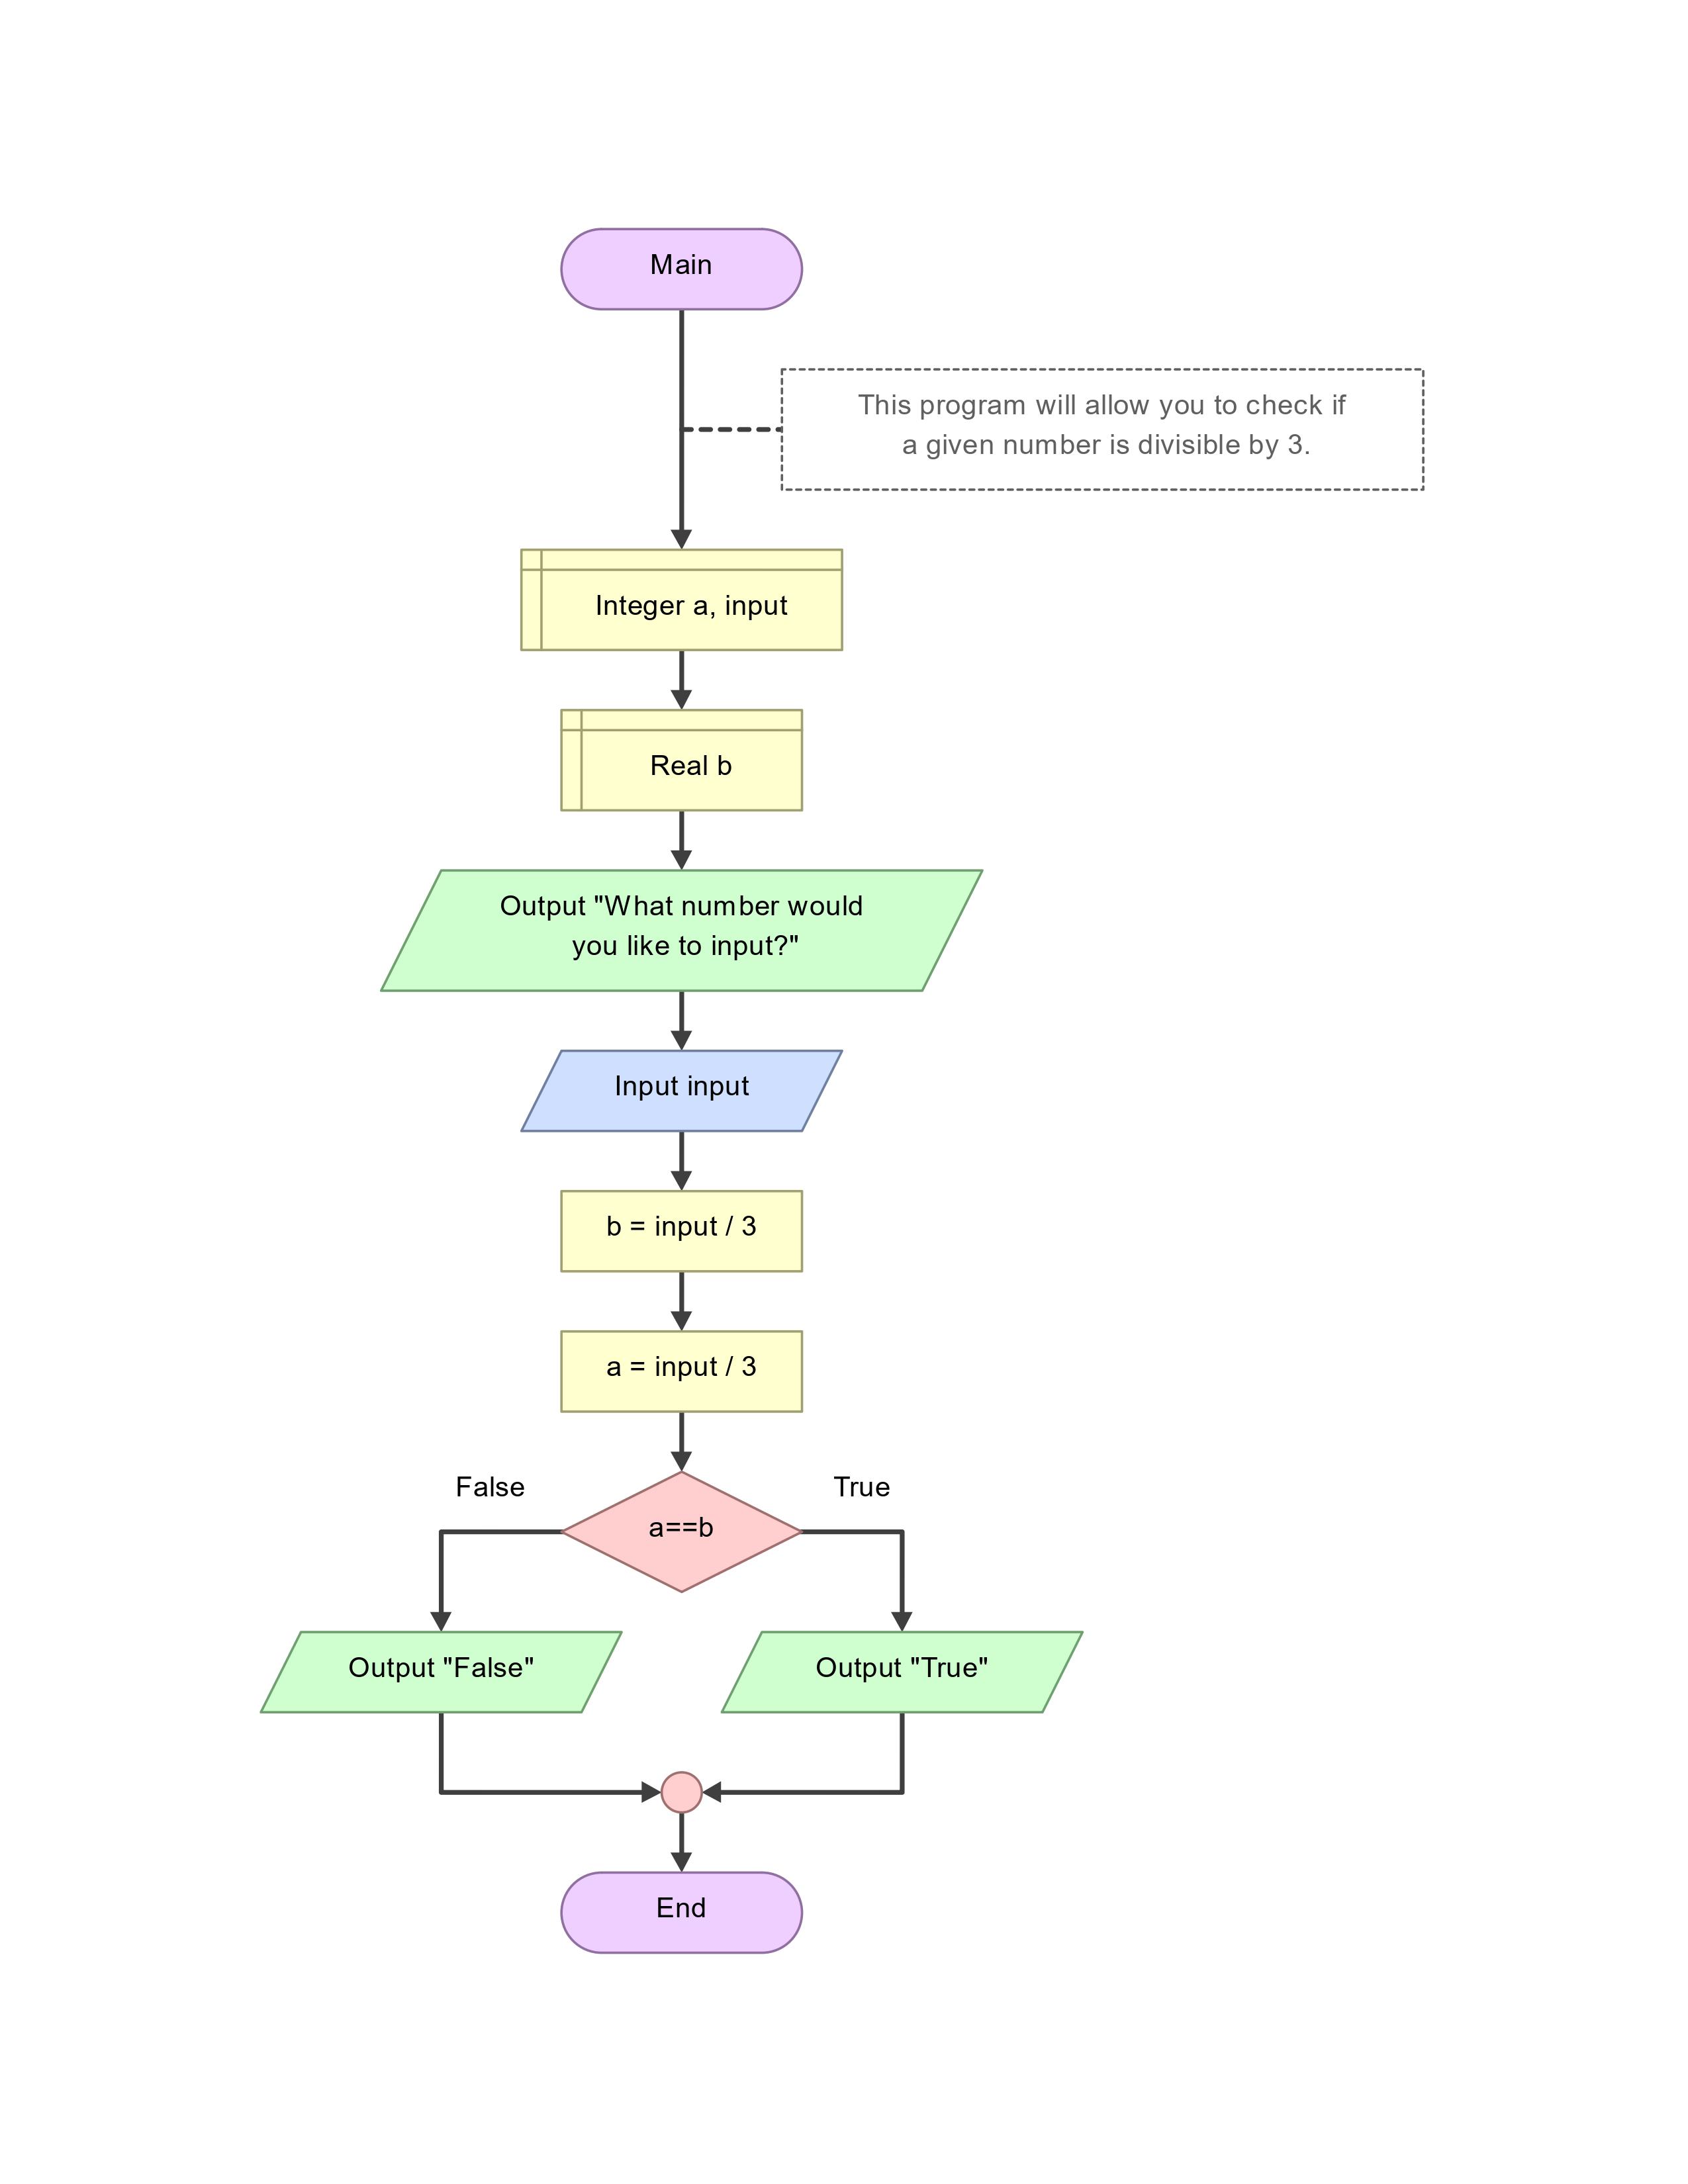 Main
This program will allow you to check if
a given number is divisible by 3.
Integer a, input
Real b
Output "What number would
you like to input?"
Input input
b = input / 3
a = input / 3
False
True
a==b
Output "False"
Output "True"
End